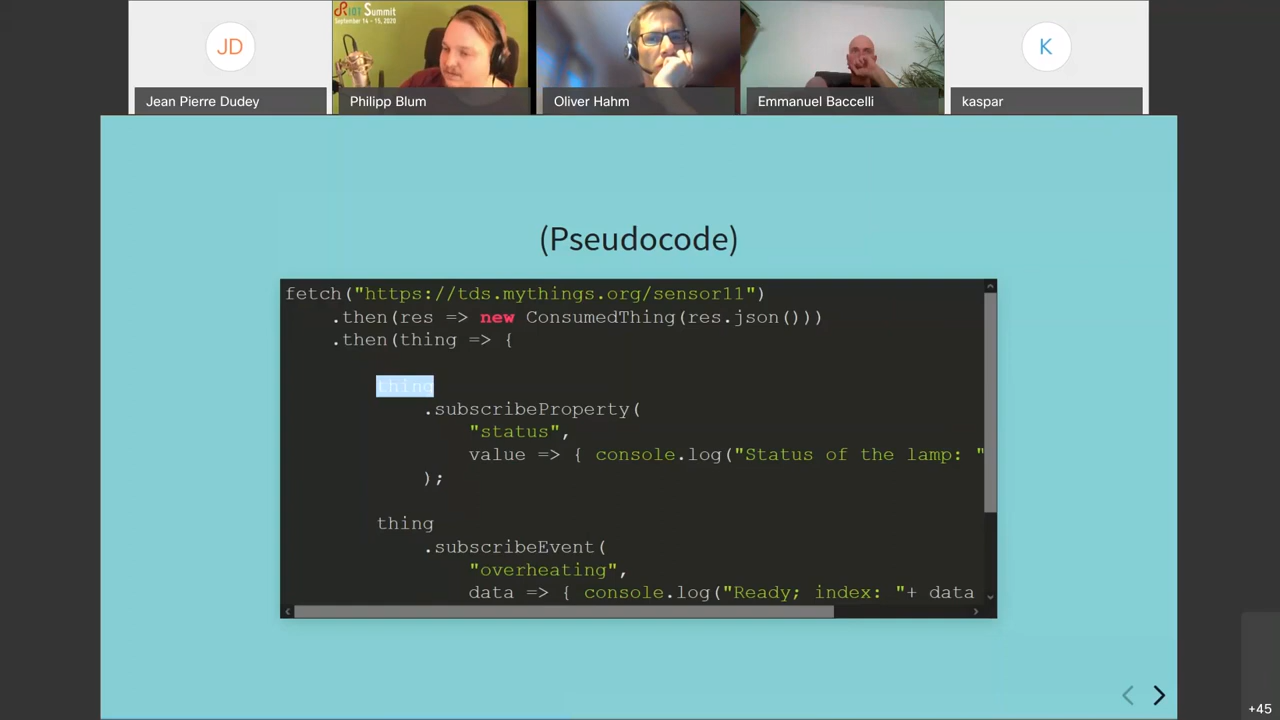 JD
RIOT Summit
September 14 – 15, 2020
K
Jean Pierre Dudey
Philipp Blum
Oliver Hahm
Emmanuel Baccelli
kaspar
(Pseudocode)
fetch("https://tds.mythings.org/sensor11")
.then(res => new ConsumedThing(res.json()))
.then(thing => {
thing
.subscribeProperty(
"status",
value => { console.log("Status of the lamp: "
);
thing
.subscribeEvent(
"overheating",
data => { console.log("Ready; index: "+ data
+45